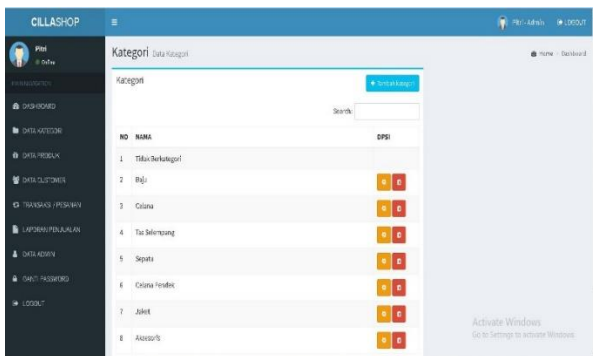 CILLASHOP
Pitri - Admin LOGOUT
Pitri
Online
Kategori Data Kategori
Home Dashboard
Kategori
Tambah Kategori
Search:
DASHBOARD
DATA KATEGORI
DATA PRODUK
DATA CUSTOMER
TRANSAKSI / PESANAN
LAPORAN PENJUALAN
DATA ADMIN
GANTI PASSWORD
LOGOUT
NO NAMA OPSI
1 Tidak Berkategori
2 Baju
3 Celana
4 Tas Selempang
5 Sepatu
6 Celana Pendek
7 Jaket
8 Aksesoris
Activate Windows
Go to Settings to activate Windows.